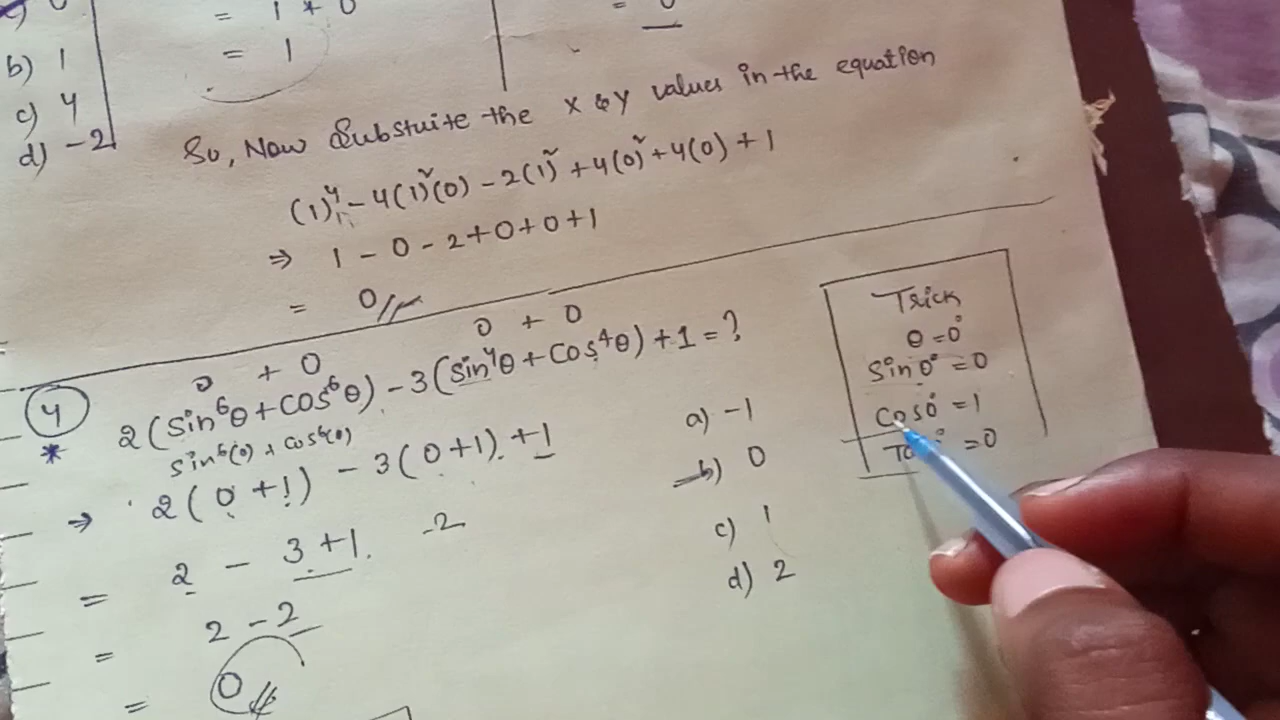 = 1 + 0
= 1
b) 1
c) 4
d) -2
So, Now Substuite the x & y values in the equation
(1)⁴ - 4(1)²(0) - 2(1)² + 4(0)² + 4(0) + 1
⇒ 1 - 0 - 2 + 0 + 0 + 1
= 0
0 + 0 0 + 0
4 2(sin⁶θ + cos⁶θ) - 3(sin⁴θ + cos⁴θ) + 1 = ?
* sin⁶(0) + cos⁶(0)
⇒ 2(0 + 1) - 3(0 + 1) + 1
= 2 - 3 + 1 -2
= 2 - 2
= 0
a) -1
b) 0
c) 1
d) 2
Trick
θ = 0°
sin 0° = 0
cos 0° = 1
= 0